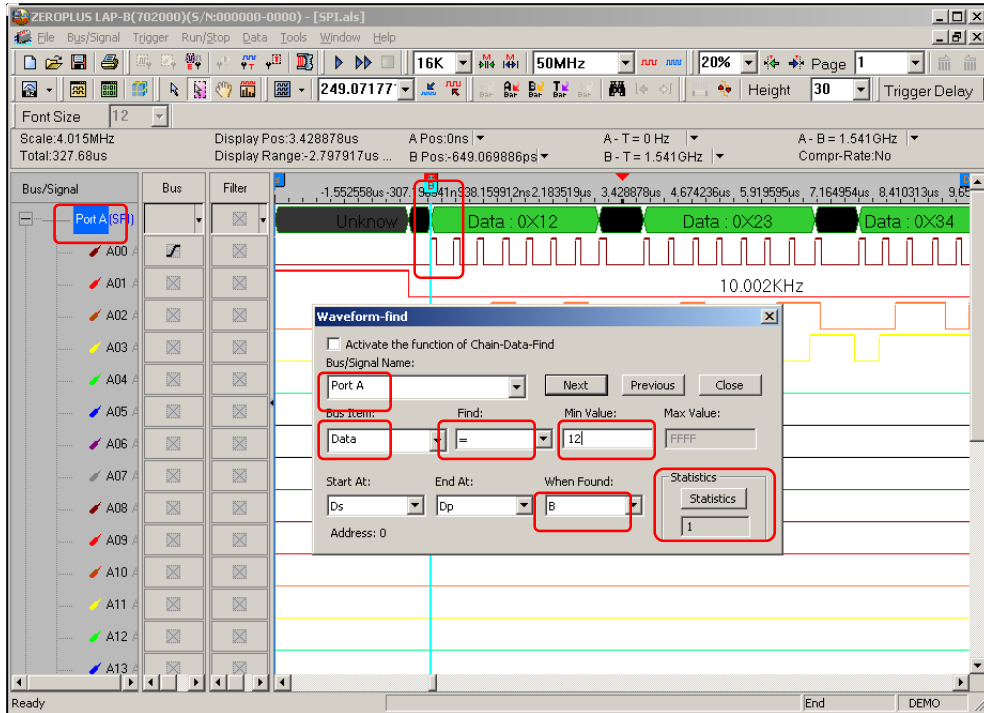 ZEROPLUS LAP-B(702000)(S/N:000000-0000) - [SPI.als]
File Bus/Signal Trigger Run/Stop Data Tools Window Help
16K 50MHz 20% Page 1
249.07177 Bar Bar Bar Bar Bar Height 30 Trigger Delay
Font Size 12
Scale:4.015MHz Display Pos:3.428878us A Pos:0ns A - T = 0 Hz A - B = 1.541GHz
Total:327.68us Display Range:-2.797917us ... B Pos:-649.069886ps B - T = 1.541GHz Compr-Rate:No
Bus/Signal Bus Filter -1.552558us 938.159912ns 2.183519us 3.428878us 4.674236us 5.919595us 7.164954us 8.410313us
Port A (SPI) Unknow Data : 0X12 Data : 0X23 Data : 0X34
A00
A01 10.002KHz
A02
Waveform-find
A03
Activate the function of Chain-Data-Find
Bus/Signal Name:
A04
Port A Next Previous Close
A05
Bus Item: Find: Min Value: Max Value:
A06
Data = 12 FFFF
A07
Start At: End At: When Found: Statistics
Statistics
A08
Ds Dp B
1
A09
Address: 0
A10
A11
A12
A13
Ready End DEMO